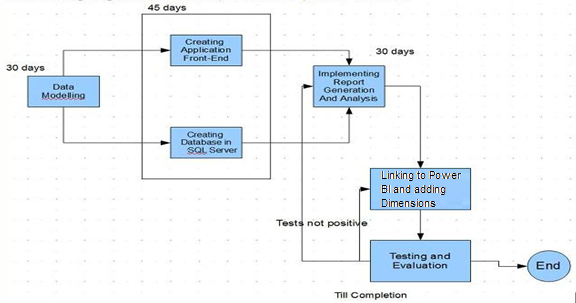 45 days
Creating
Application
Front-End
30 days
Data
Modelling
Creating
Database in
SQL Server
30 days
Implementing
Report
Generation
And Analysis
Linking to Power
BI and adding
Dimensions
Tests not positive
Testing and
Evaluation
End
Till Completion